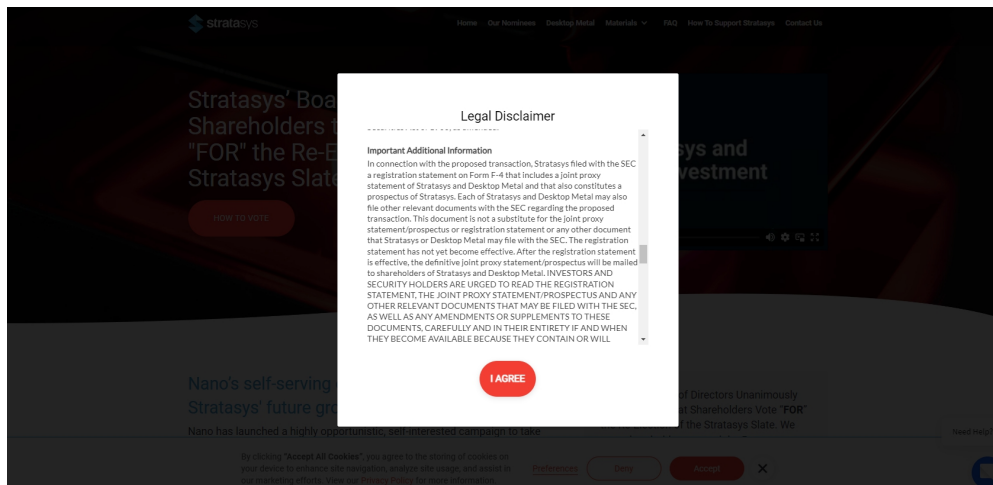 stratasys
Home Our Nominees Desktop Metal Materials FAQ How To Support Stratasys Contact Us
Stratasys' Boa
Shareholders t
"FOR" the Re-E
Stratasys Slate
HOW TO VOTE
sys and
vestment
Legal Disclaimer
Important Additional Information
In connection with the proposed transaction, Stratasys filed with the SEC
a registration statement on Form F-4 that includes a joint proxy
statement of Stratasys and Desktop Metal and that also constitutes a
prospectus of Stratasys. Each of Stratasys and Desktop Metal may also
file other relevant documents with the SEC regarding the proposed
transaction. This document is not a substitute for the joint proxy
statement/prospectus or registration statement or any other document
that Stratasys or Desktop Metal may file with the SEC. The registration
statement has not yet become effective. After the registration statement
is effective, the definitive joint proxy statement/prospectus will be mailed
to shareholders of Stratasys and Desktop Metal. INVESTORS AND
SECURITY HOLDERS ARE URGED TO READ THE REGISTRATION
STATEMENT, THE JOINT PROXY STATEMENT/PROSPECTUS AND ANY
OTHER RELEVANT DOCUMENTS THAT MAY BE FILED WITH THE SEC,
AS WELL AS ANY AMENDMENTS OR SUPPLEMENTS TO THESE
DOCUMENTS, CAREFULLY AND IN THEIR ENTIRETY IF AND WHEN
THEY BECOME AVAILABLE BECAUSE THEY CONTAIN OR WILL
I AGREE
Nano's self-serving
Stratasys' future gro
Nano has launched a highly opportunistic, self-interested campaign to take
of Directors Unanimously
at Shareholders Vote "FOR"
of the Stratasys Slate. We
Need Help?
By clicking "Accept All Cookies", you agree to the storing of cookies on
your device to enhance site navigation, analyze site usage, and assist in
our marketing efforts. View our Privacy Policy for more information.
Preferences Deny Accept